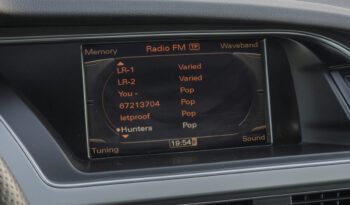 Memory Radio FM TP Waveband
LR-1 Varied
LR-2 Varied
You - Pop
67213704 Pop
letproof Pop
Hunters Pop
Tuning 19:54 Sound